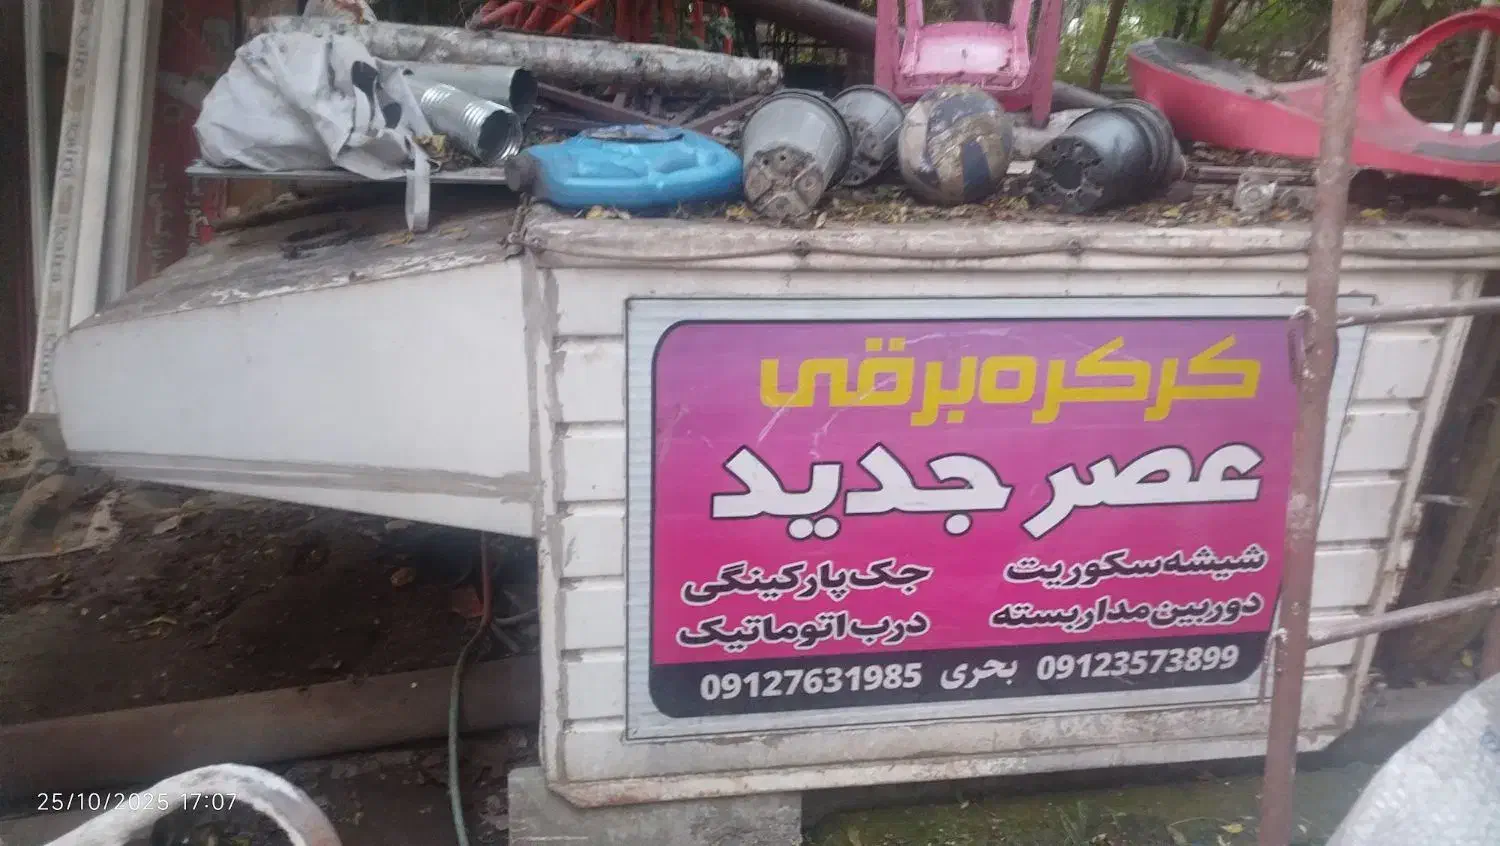 کرکره برقی
عصر جدید
شیشه سکوریت جک پارکینگی
دوربین مداربسته درب اتوماتیک
09123573899 بحری 09127631985
25/10/2025 17:07